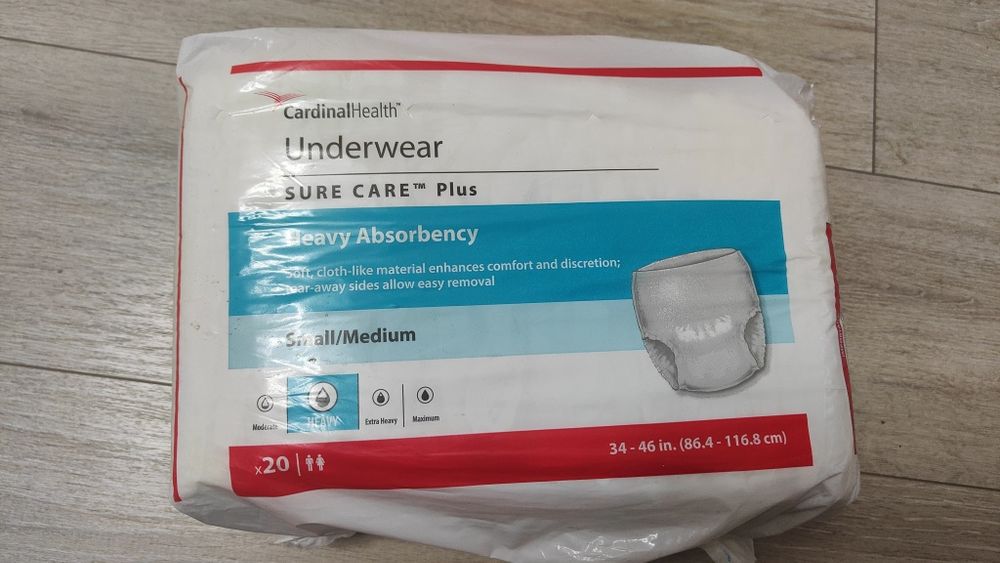 CardinalHealth™
Underwear
SURE CARE™ Plus
Heavy Absorbency
Soft, cloth-like material enhances comfort and discretion;
tear-away sides allow easy removal
Small/Medium
Moderate HEAVY Extra Heavy Maximum
x20
34 - 46 in. (86.4 - 116.8 cm)